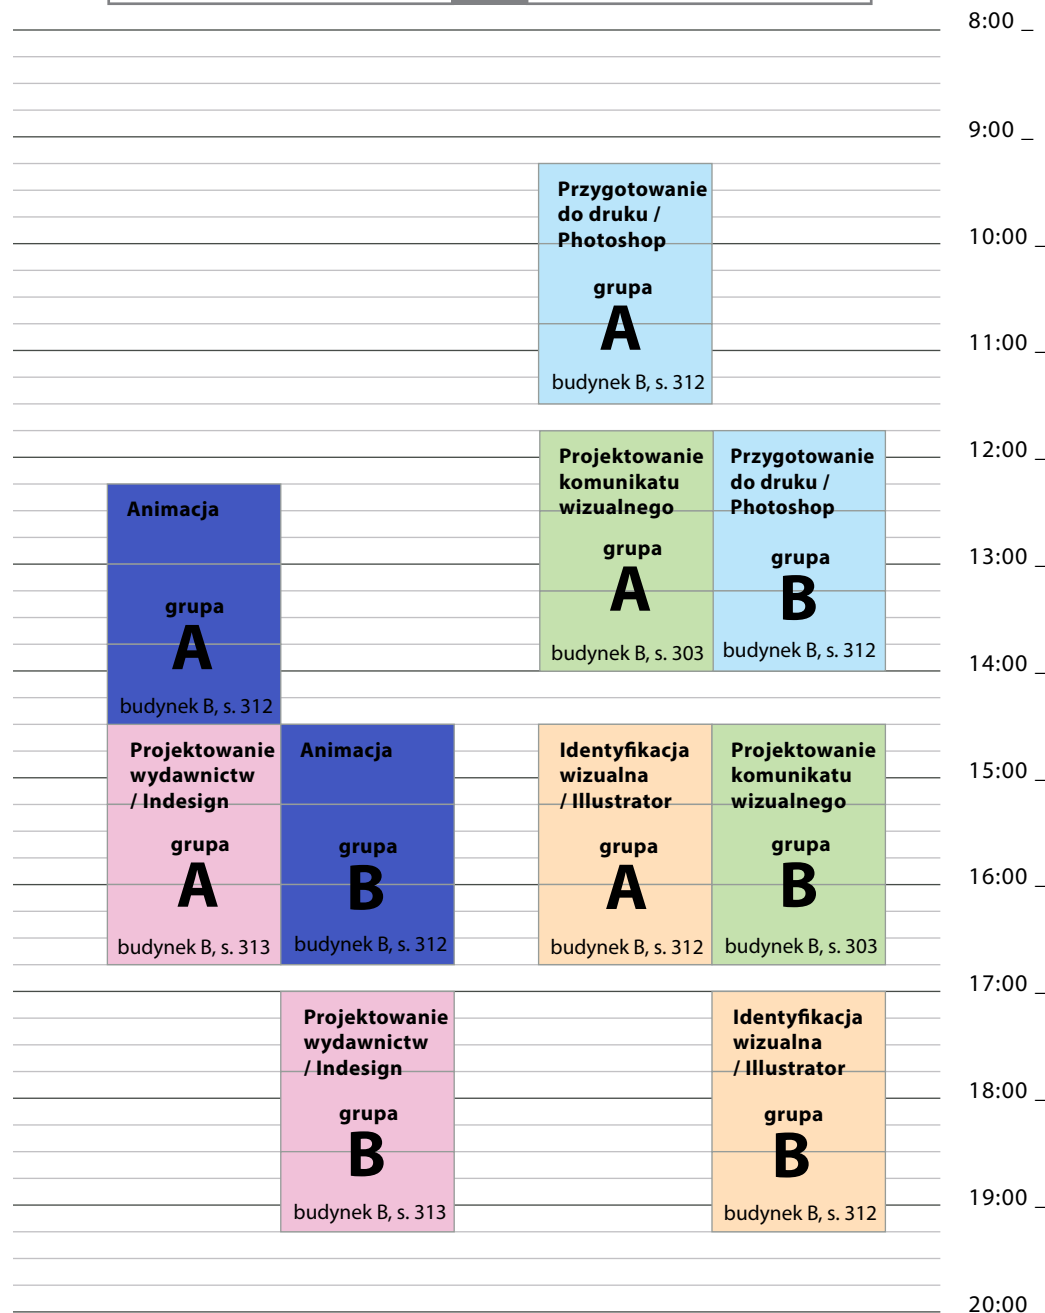 8:00 _
9:00 _
Przygotowanie
do druku /
Photoshop
grupa
A
budynek B, s. 312
10:00 _
11:00 _
12:00 _
Projektowanie
komunikatu
wizualnego
grupa
A
budynek B, s. 303
Przygotowanie
do druku /
Photoshop
grupa
B
budynek B, s. 312
Animacja
grupa
A
budynek B, s. 312
13:00 _
14:00 _
Projektowanie
wydawnictw
/ Indesign
grupa
A
budynek B, s. 313
Animacja
grupa
B
budynek B, s. 312
Identyfikacja
wizualna
/ Illustrator
grupa
A
budynek B, s. 312
Projektowanie
komunikatu
wizualnego
grupa
B
budynek B, s. 303
15:00 _
16:00 _
17:00 _
Projektowanie
wydawnictw
/ Indesign
grupa
B
budynek B, s. 313
Identyfikacja
wizualna
/ Illustrator
grupa
B
budynek B, s. 312
18:00 _
19:00 _
20:00